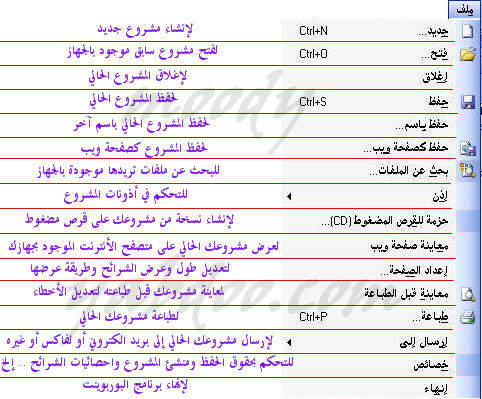 ملف
جديد... Ctrl+N لإنشاء مشروع جديد
فتح... Ctrl+O لفتح مشروع سابق موجود بالجهاز
إغلاق لإغلاق المشروع الحالي
حفظ Ctrl+S لحفظ المشروع الحالي
حفظ باسم... لحفظ المشروع الحالي باسم آخر
حفظ كصفحة ويب... لحفظ المشروع كصفحة ويب
بحث عن الملفات... للبحث عن ملفات تريدها موجودة بالجهاز
إذن للتحكم في أذونات المشروع
حزمة للقرص المضغوط (CD)... لإنشاء نسخة من مشروعك على قرص مضغوط
معاينة صفحة ويب لعرض مشروعك الحالي على متصفح الأنترنت الموجود بجهازك
إعداد الصفحة... لتعديل طول وعرض الشرائح وطريقة عرضها
معاينة قبل الطباعة لمعاينة مشروعك قبل طباعته لتعديل الأخطاء
طباعة... Ctrl+P لطباعة مشروعك الحالي
إرسال إلى لإرسال مشروعك الحالي إلى بريد الكتروني أو لفاكس أو غيره
خصائص للتحكم بحقوق الحفظ ومنشئ المشروع واحصائيات الشرائح .. إلخ
إنهاء لإنهاء برنامج البوربوينت